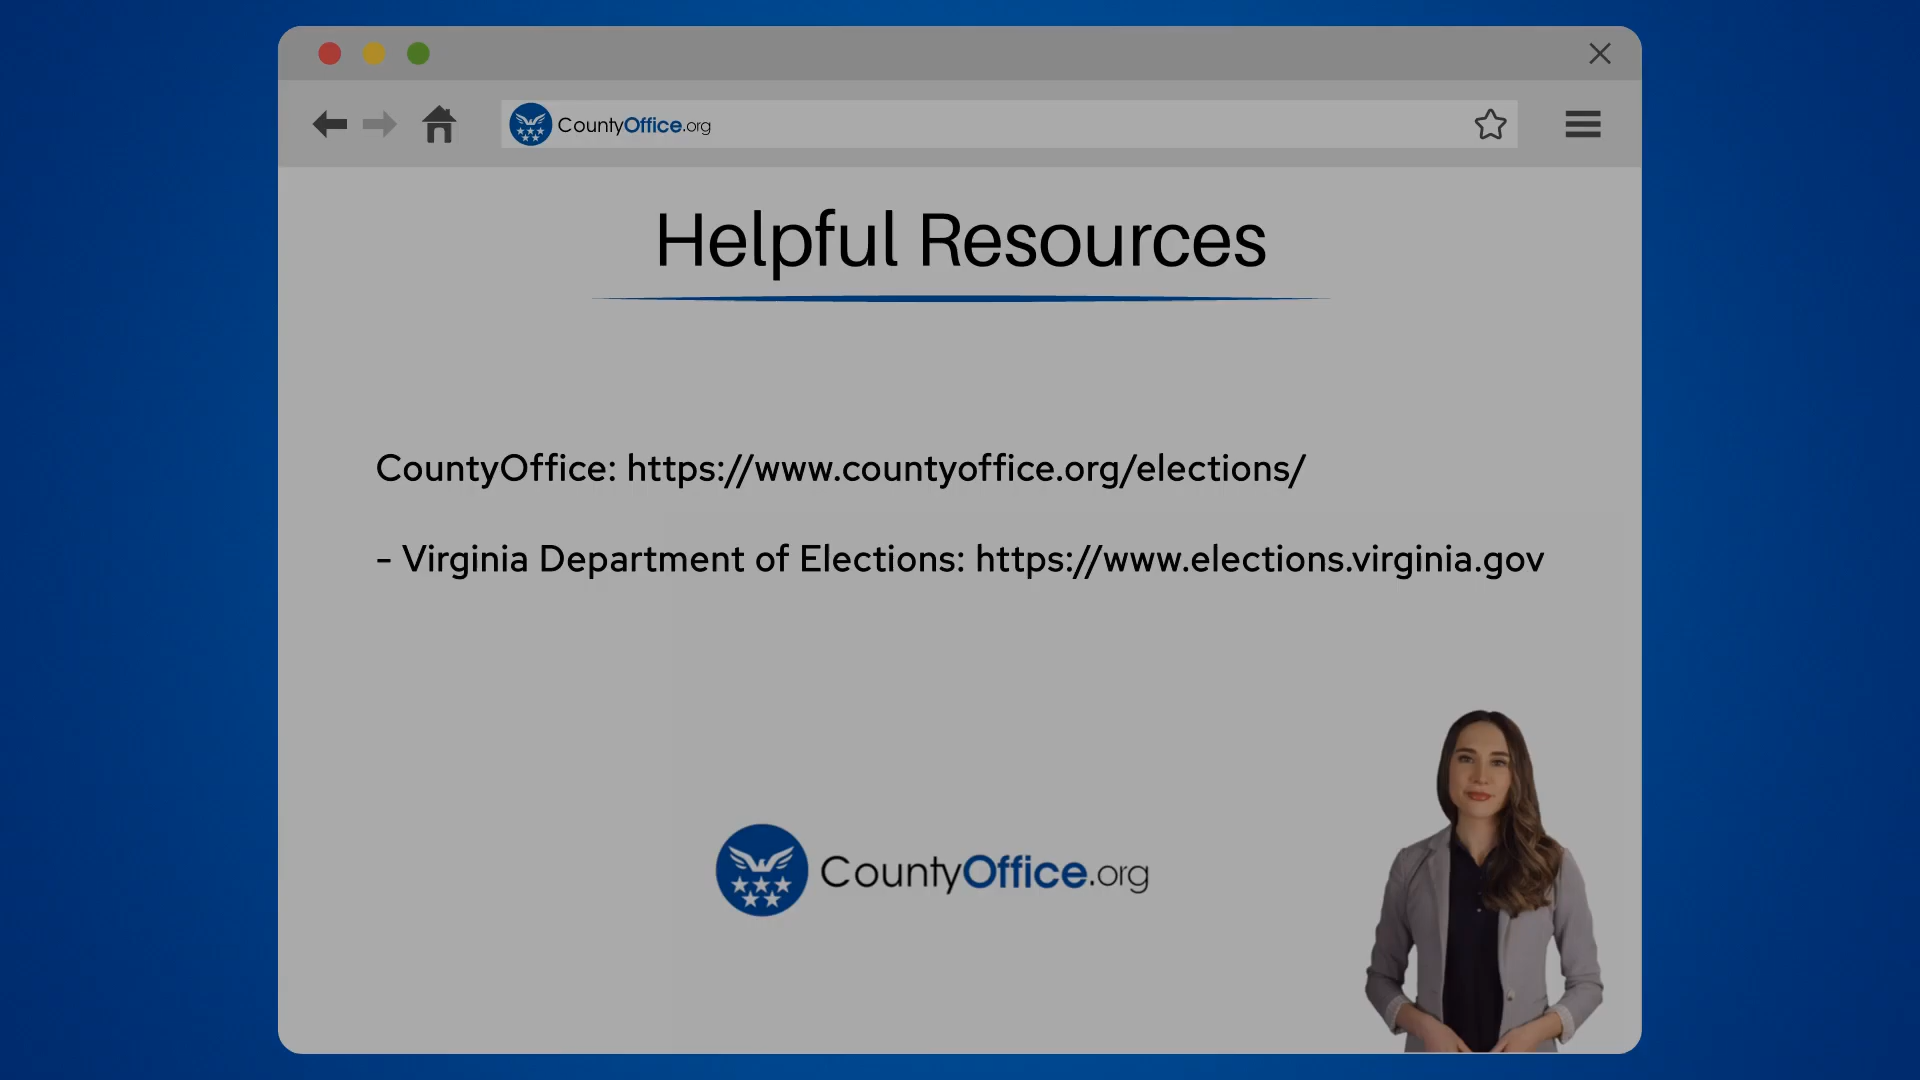 CountyOffice.org
Helpful Resources
CountyOffice: https://www.countyoffice.org/elections/
- Virginia Department of Elections: https://www.elections.virginia.gov
CountyOffice.org